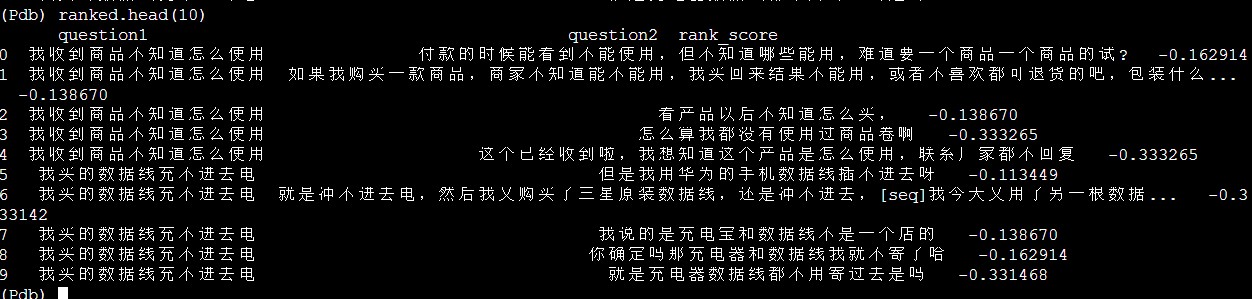 (Pdb) ranked.head(10)
question1 question2 rank_score
0 我收到商品不知道怎么使用 付款的时候能看到不能使用，但不知道哪些能用，难道要一个商品一个商品的试？ -0.162914
1 我收到商品不知道怎么使用 如果我购买一款商品，商家不知道能不能用，我买回来结果不能用，或者不喜欢都可退货的吧，包装什么...
-0.138670
2 我收到商品不知道怎么使用 看产品以后不知道怎么买， -0.138670
3 我收到商品不知道怎么使用 怎么算我都没有使用过商品卷啊 -0.333265
4 我收到商品不知道怎么使用 这个已经收到啦，我想知道这个产品是怎么使用，联系厂家都不回复 -0.333265
5 我买的数据线充不进去电 但是我用华为的手机数据线插不进去呀 -0.113449
6 我买的数据线充不进去电 就是冲不进去电，然后我又购买了三星原装数据线，还是冲不进去，[seq]我今天又用了另一根数据... -0.3
33142
7 我买的数据线充不进去电 我说的是充电宝和数据线不是一个店的 -0.138670
8 我买的数据线充不进去电 你确定吗那充电器和数据线我就不寄了哈 -0.162914
9 我买的数据线充不进去电 就是充电器数据线都不用寄过去是吗 -0.331468
(Pdb)